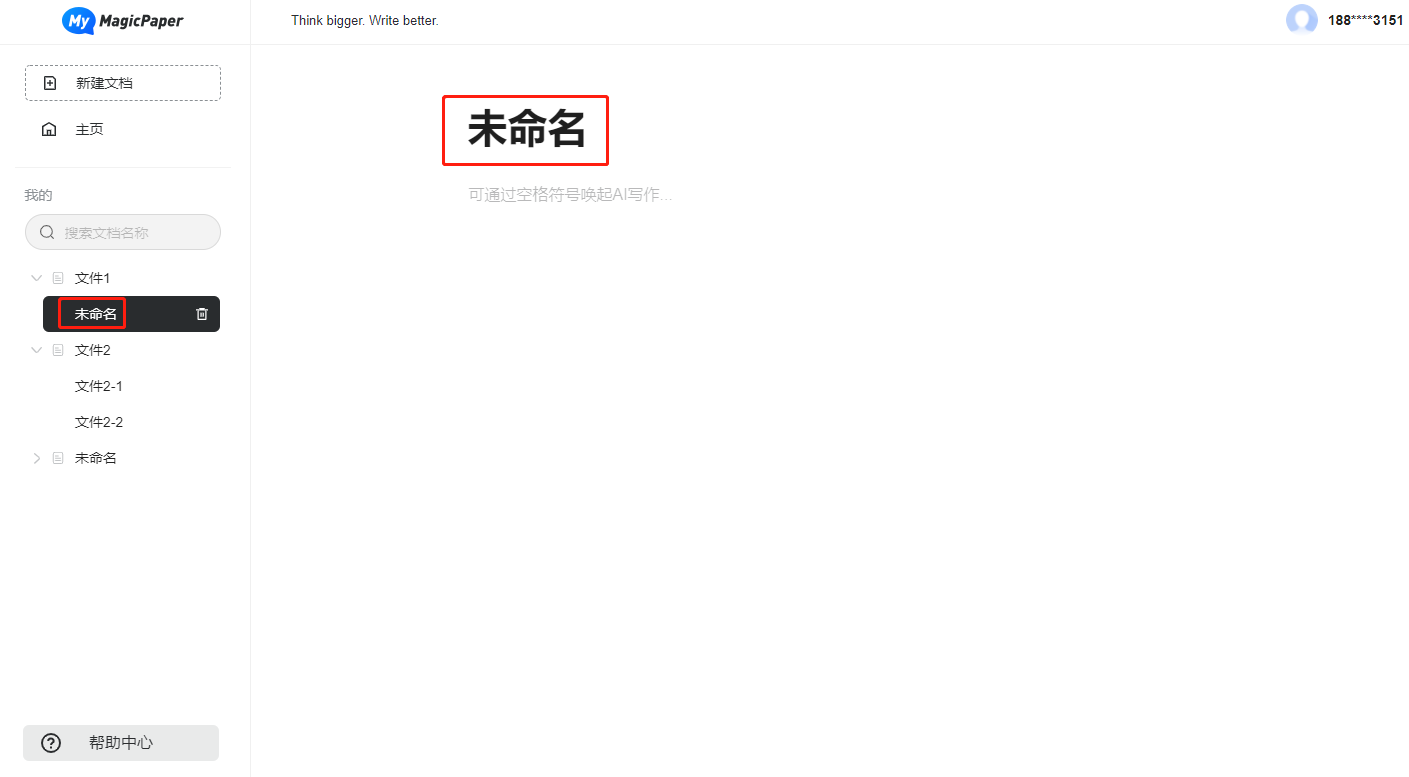 My MagicPaper
Think bigger. Write better.
188****3151
新建文档
主页
我的
搜索文档名称
文件1
未命名
文件2
文件2-1
文件2-2
未命名
帮助中心
未命名
可通过空格符号唤起AI写作...